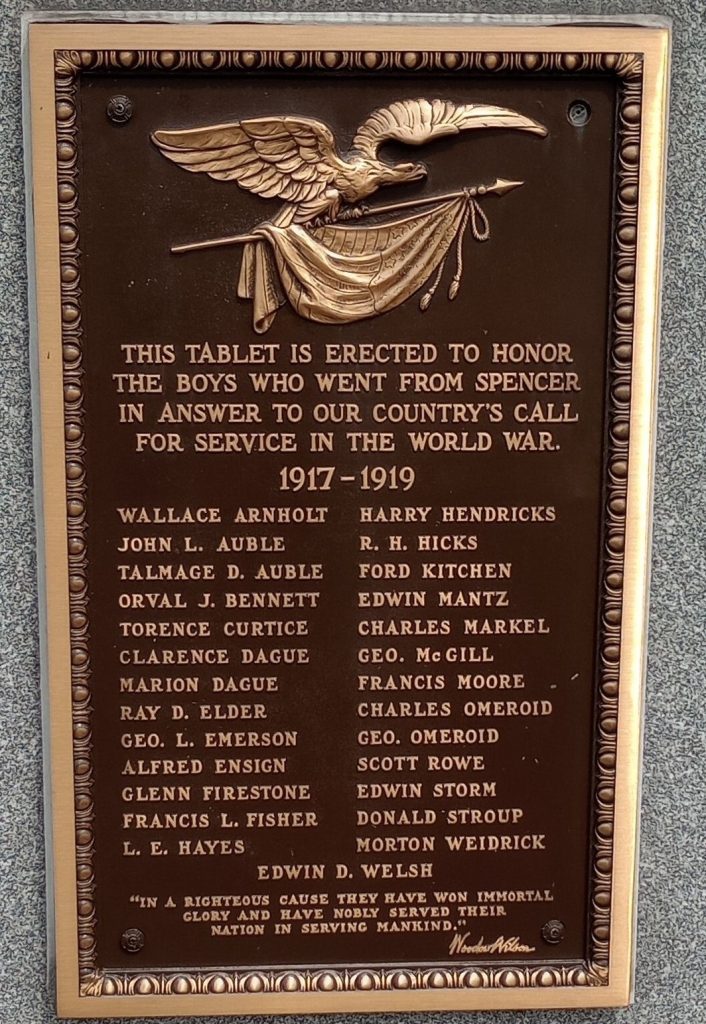 THIS TABLET IS ERECTED TO HONOR
THE BOYS WHO WENT FROM SPENCER
IN ANSWER TO OUR COUNTRY'S CALL
FOR SERVICE IN THE WORLD WAR.
1917-1919
WALLACE ARNHOLT HARRY HENDRICKS
JOHN L. AUBLE R. H. HICKS
TALMAGE D. AUBLE FORD KITCHEN
ORVAL J. BENNETT EDWIN MANTZ
TORENCE CURTICE CHARLES MARKEL
CLARENCE DAGUE GEO. McGILL
MARION DAGUE FRANCIS MOORE
RAY D. ELDER CHARLES OMEROID
GEO. L. EMERSON GEO. OMEROID
ALFRED ENSIGN SCOTT ROWE
GLENN FIRESTONE EDWIN STORM
FRANCIS L. FISHER DONALD STROUP
L. E. HAYES MORTON WEIDRICK
EDWIN D. WELSH
"IN A RIGHTEOUS CAUSE THEY HAVE WON IMMORTAL
GLORY AND HAVE NOBLY SERVED THEIR
NATION IN SERVING MANKIND."
Woodrow Wilson